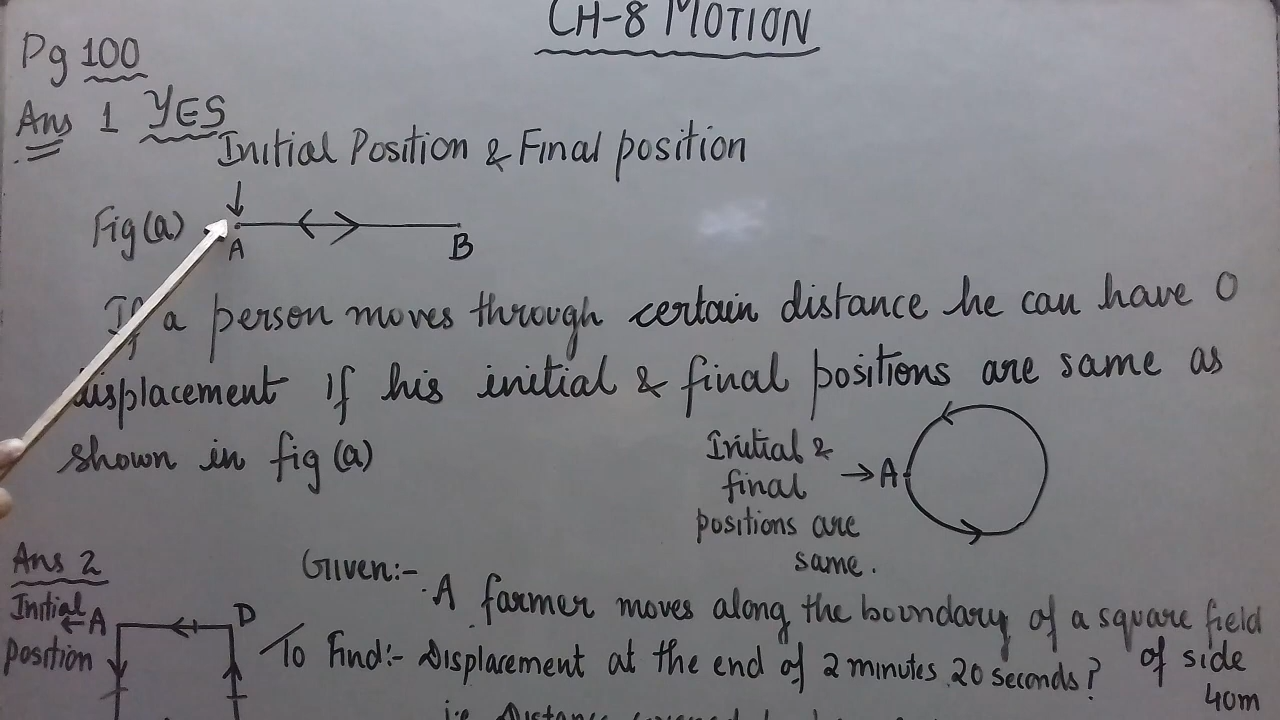 CH-8 MOTION
Pg 100
Ans 1 YES
Initial Position & Final position
Fig (a)
A
B
If a person moves through certain distance he can have 0
displacement if his initial & final positions are same as
shown in fig (a)
Initial &
final
positions are
same.
→ A
Ans 2
Initial
position
← A
D
Given:- A farmer moves along the boundary of a square field
of side
40m
To Find:- Displacement at the end of 2 minutes 20 seconds?
i.e. Distance covered